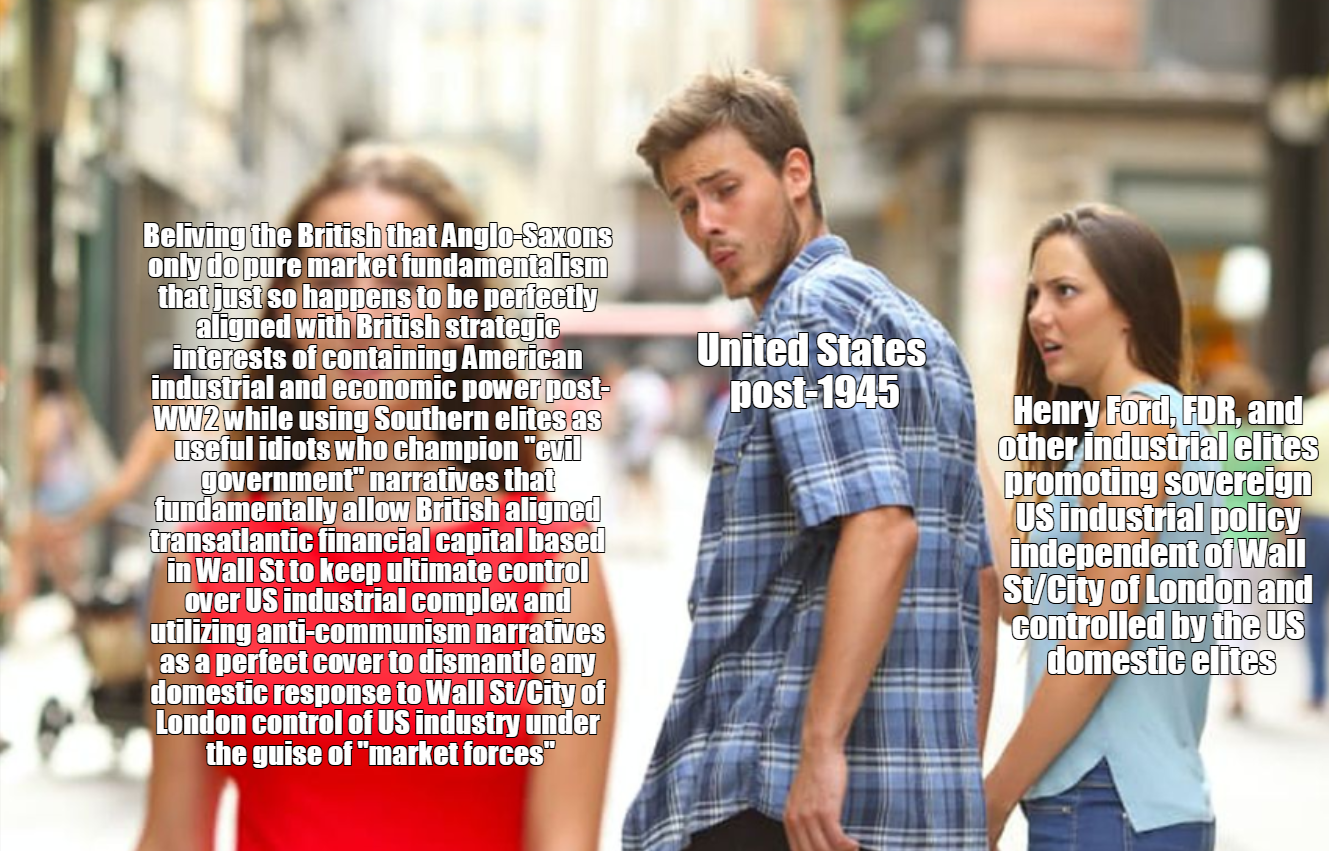 Beliving the British that Anglo-Saxons
only do pure market fundamentalism
that just so happens to be perfectly
aligned with British strategic
interests of containing American
industrial and economic power post-
WW2 while using Southern elites as
useful idiots who champion "evil
government" narratives that
fundamentally allow British aligned
transatlantic financial capital based
in Wall St to keep ultimate control
over US industrial complex and
utilizing anti-communism narratives
as a perfect cover to dismantle any
domestic response to Wall St/City of
London control of US industry under
the guise of "market forces"
United States
post-1945
Henry Ford, FDR, and
other industrial elites
promoting sovereign
US industrial policy
independent of Wall
St/City of London and
controlled by the US
domestic elites